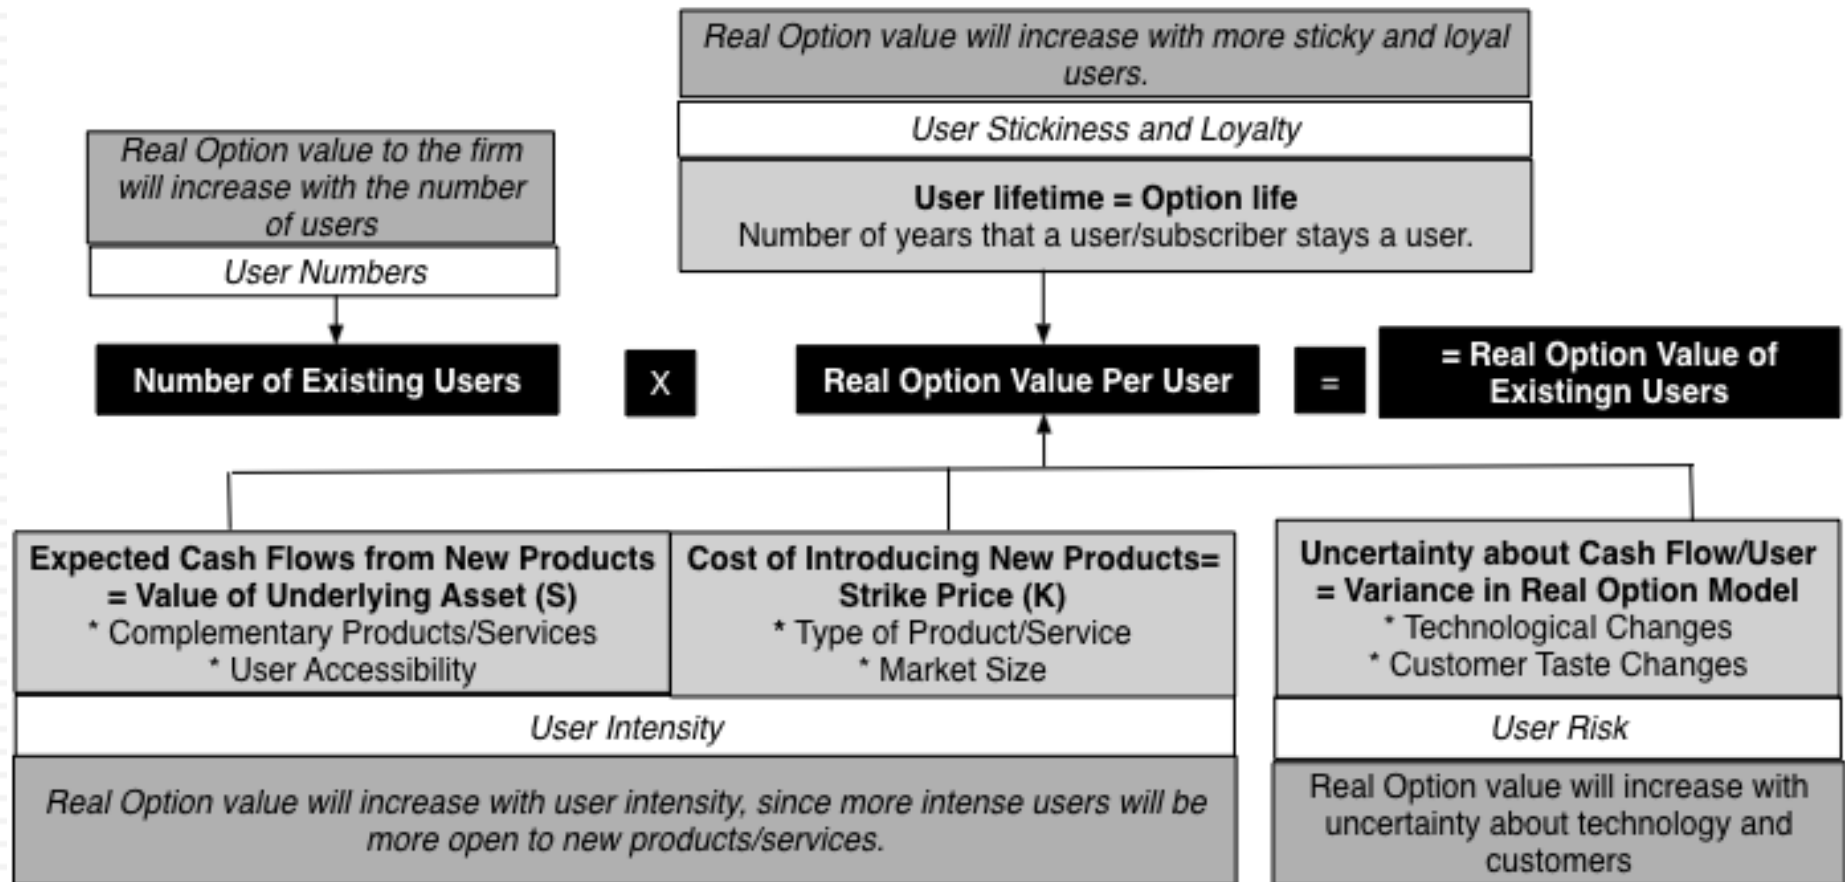 Real Option value will increase with more sticky and loyal
users.
User Stickiness and Loyalty
User lifetime = Option life
Number of years that a user/subscriber stays a user.
Real Option value to the firm
will increase with the number
of users
User Numbers
Number of Existing Users
X
Real Option Value Per User
=
= Real Option Value of
Existingn Users
Expected Cash Flows from New Products
= Value of Underlying Asset (S)
* Complementary Products/Services
* User Accessibility
Cost of Introducing New Products=
Strike Price (K)
* Type of Product/Service
* Market Size
User Intensity
Real Option value will increase with user intensity, since more intense users will be
more open to new products/services.
Uncertainty about Cash Flow/User
= Variance in Real Option Model
* Technological Changes
* Customer Taste Changes
User Risk
Real Option value will increase with
uncertainty about technology and
customers